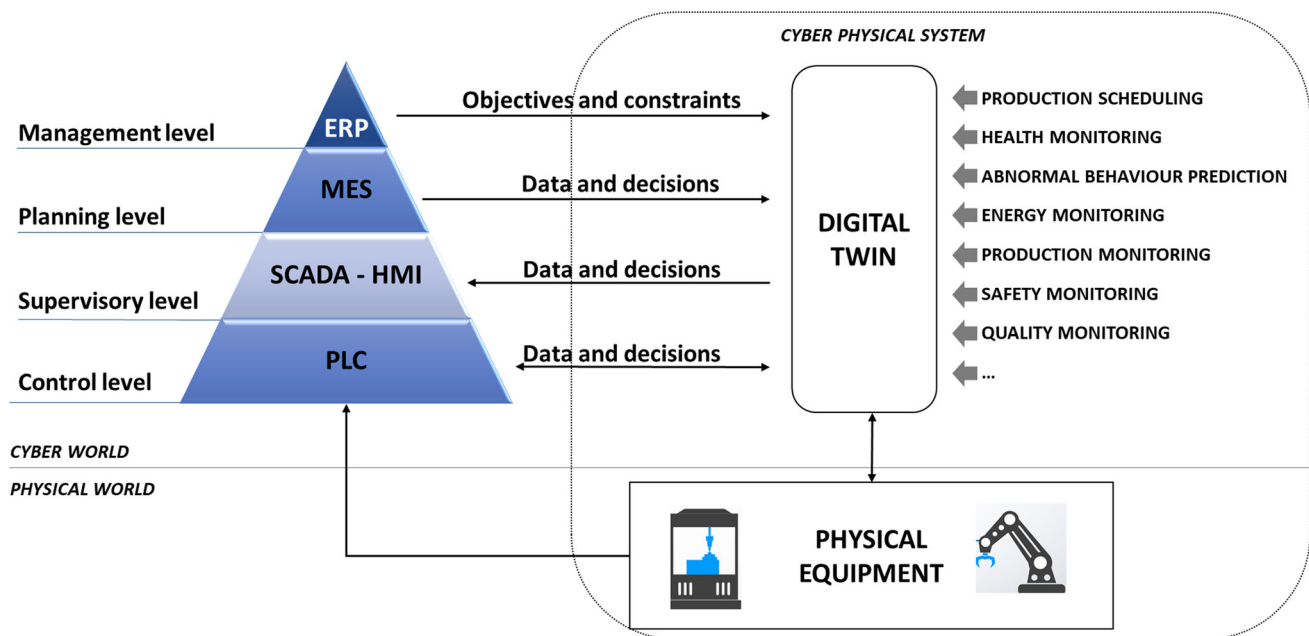 CYBER PHYSICAL SYSTEM
Management level
ERP
Objectives and constraints
Planning level
MES
Data and decisions
Supervisory level
SCADA - HMI
Data and decisions
Control level
PLC
Data and decisions
DIGITAL
TWIN
PRODUCTION SCHEDULING
HEALTH MONITORING
ABNORMAL BEHAVIOUR PREDICTION
ENERGY MONITORING
PRODUCTION MONITORING
SAFETY MONITORING
QUALITY MONITORING
...
CYBER WORLD
PHYSICAL WORLD
PHYSICAL
EQUIPMENT